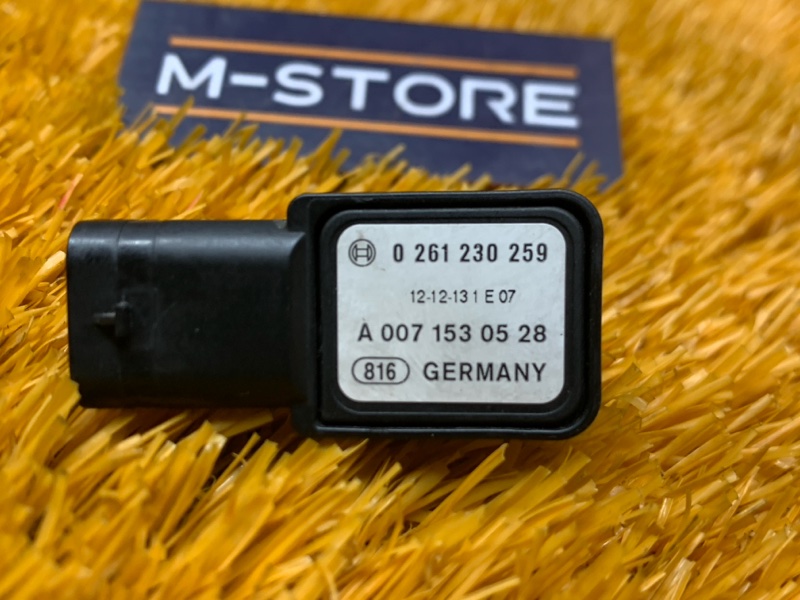 M-STORE
0 261 230 259
12-12-13 1 E 07
A 007 153 05 28
816 GERMANY